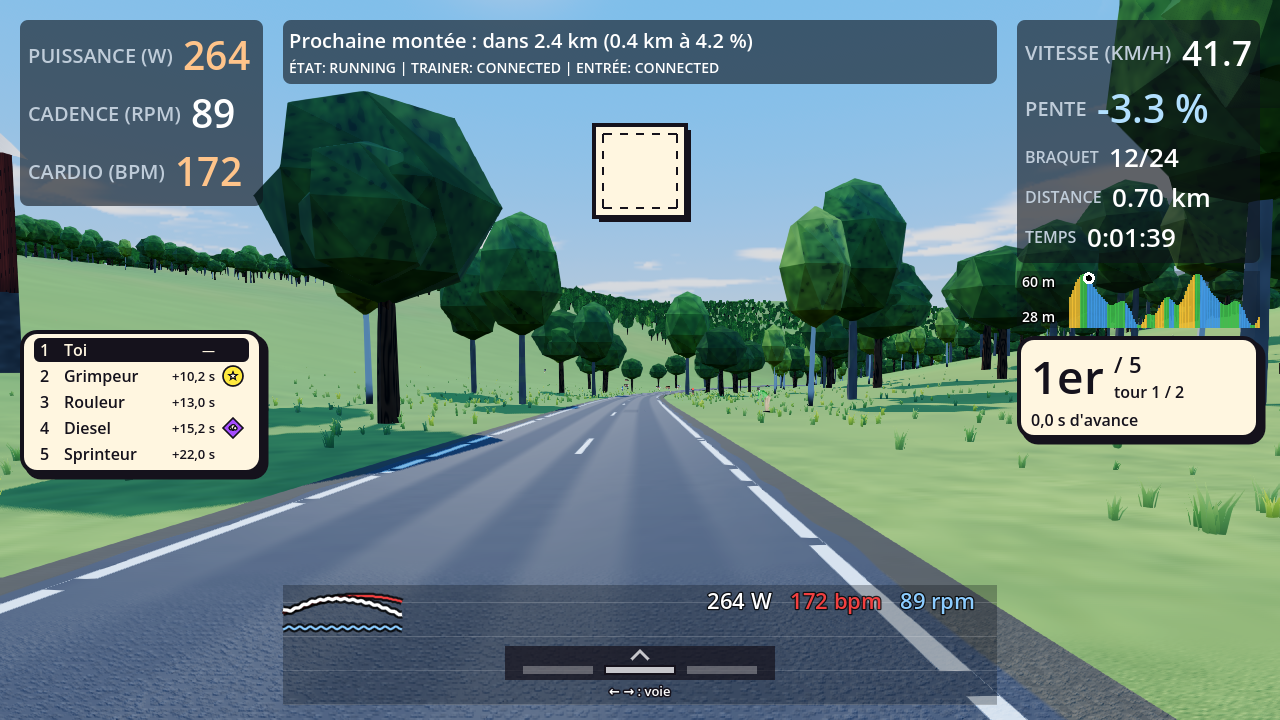 PUISSANCE (W) 264
CADENCE (RPM) 89
CARDIO (BPM) 172
Prochaine montée : dans 2.4 km (0.4 km à 4.2 %)
ÉTAT: RUNNING | TRAINER: CONNECTED | ENTRÉE: CONNECTED
VITESSE (KM/H) 41.7
PENTE -3.3 %
BRAQUET 12/24
DISTANCE 0.70 km
TEMPS 0:01:39
60 m
28 m
1 Toi —
2 Grimpeur +10,2 s
3 Rouleur +13,0 s
4 Diesel +15,2 s
5 Sprinteur +22,0 s
1er / 5
tour 1 / 2
0,0 s d'avance
264 W 172 bpm 89 rpm
← → : voie